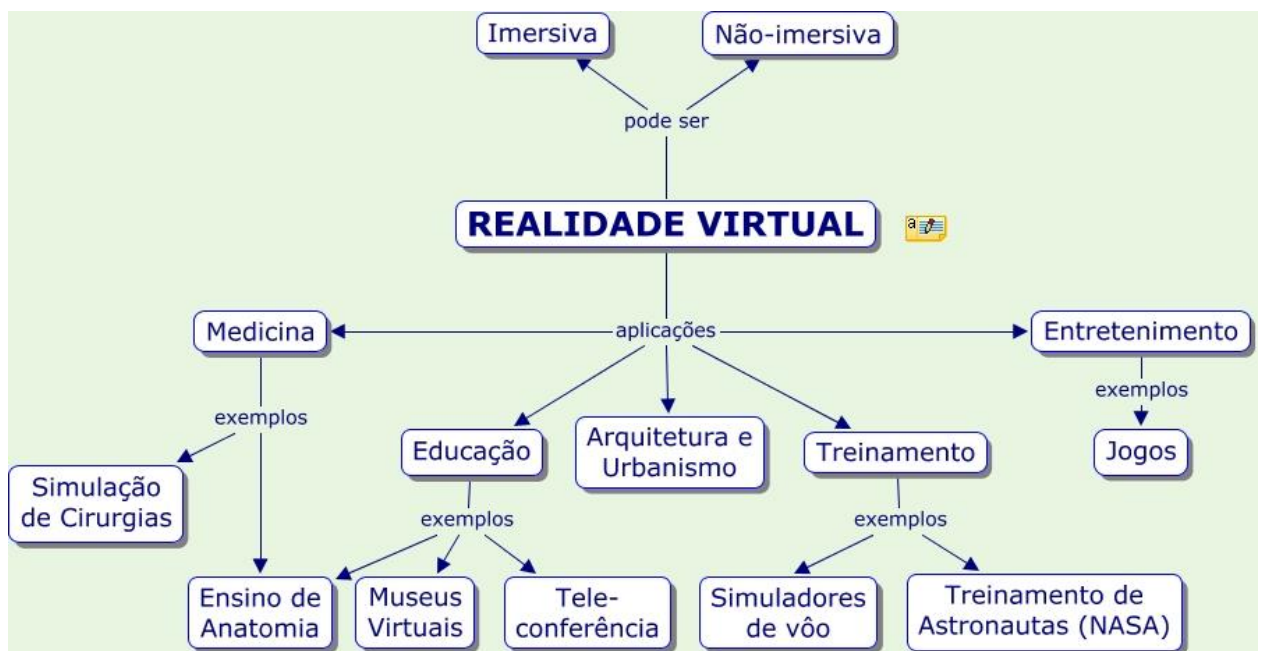 Imersiva
Não-imersiva
pode ser
REALIDADE VIRTUAL
a
Medicina
aplicações
Entretenimento
exemplos
exemplos
Educação
Arquitetura e
Urbanismo
Treinamento
Jogos
Simulação
de Cirurgias
exemplos
exemplos
Ensino de
Anatomia
Museus
Virtuais
Tele-
conferência
Simuladores
de vôo
Treinamento de
Astronautas (NASA)